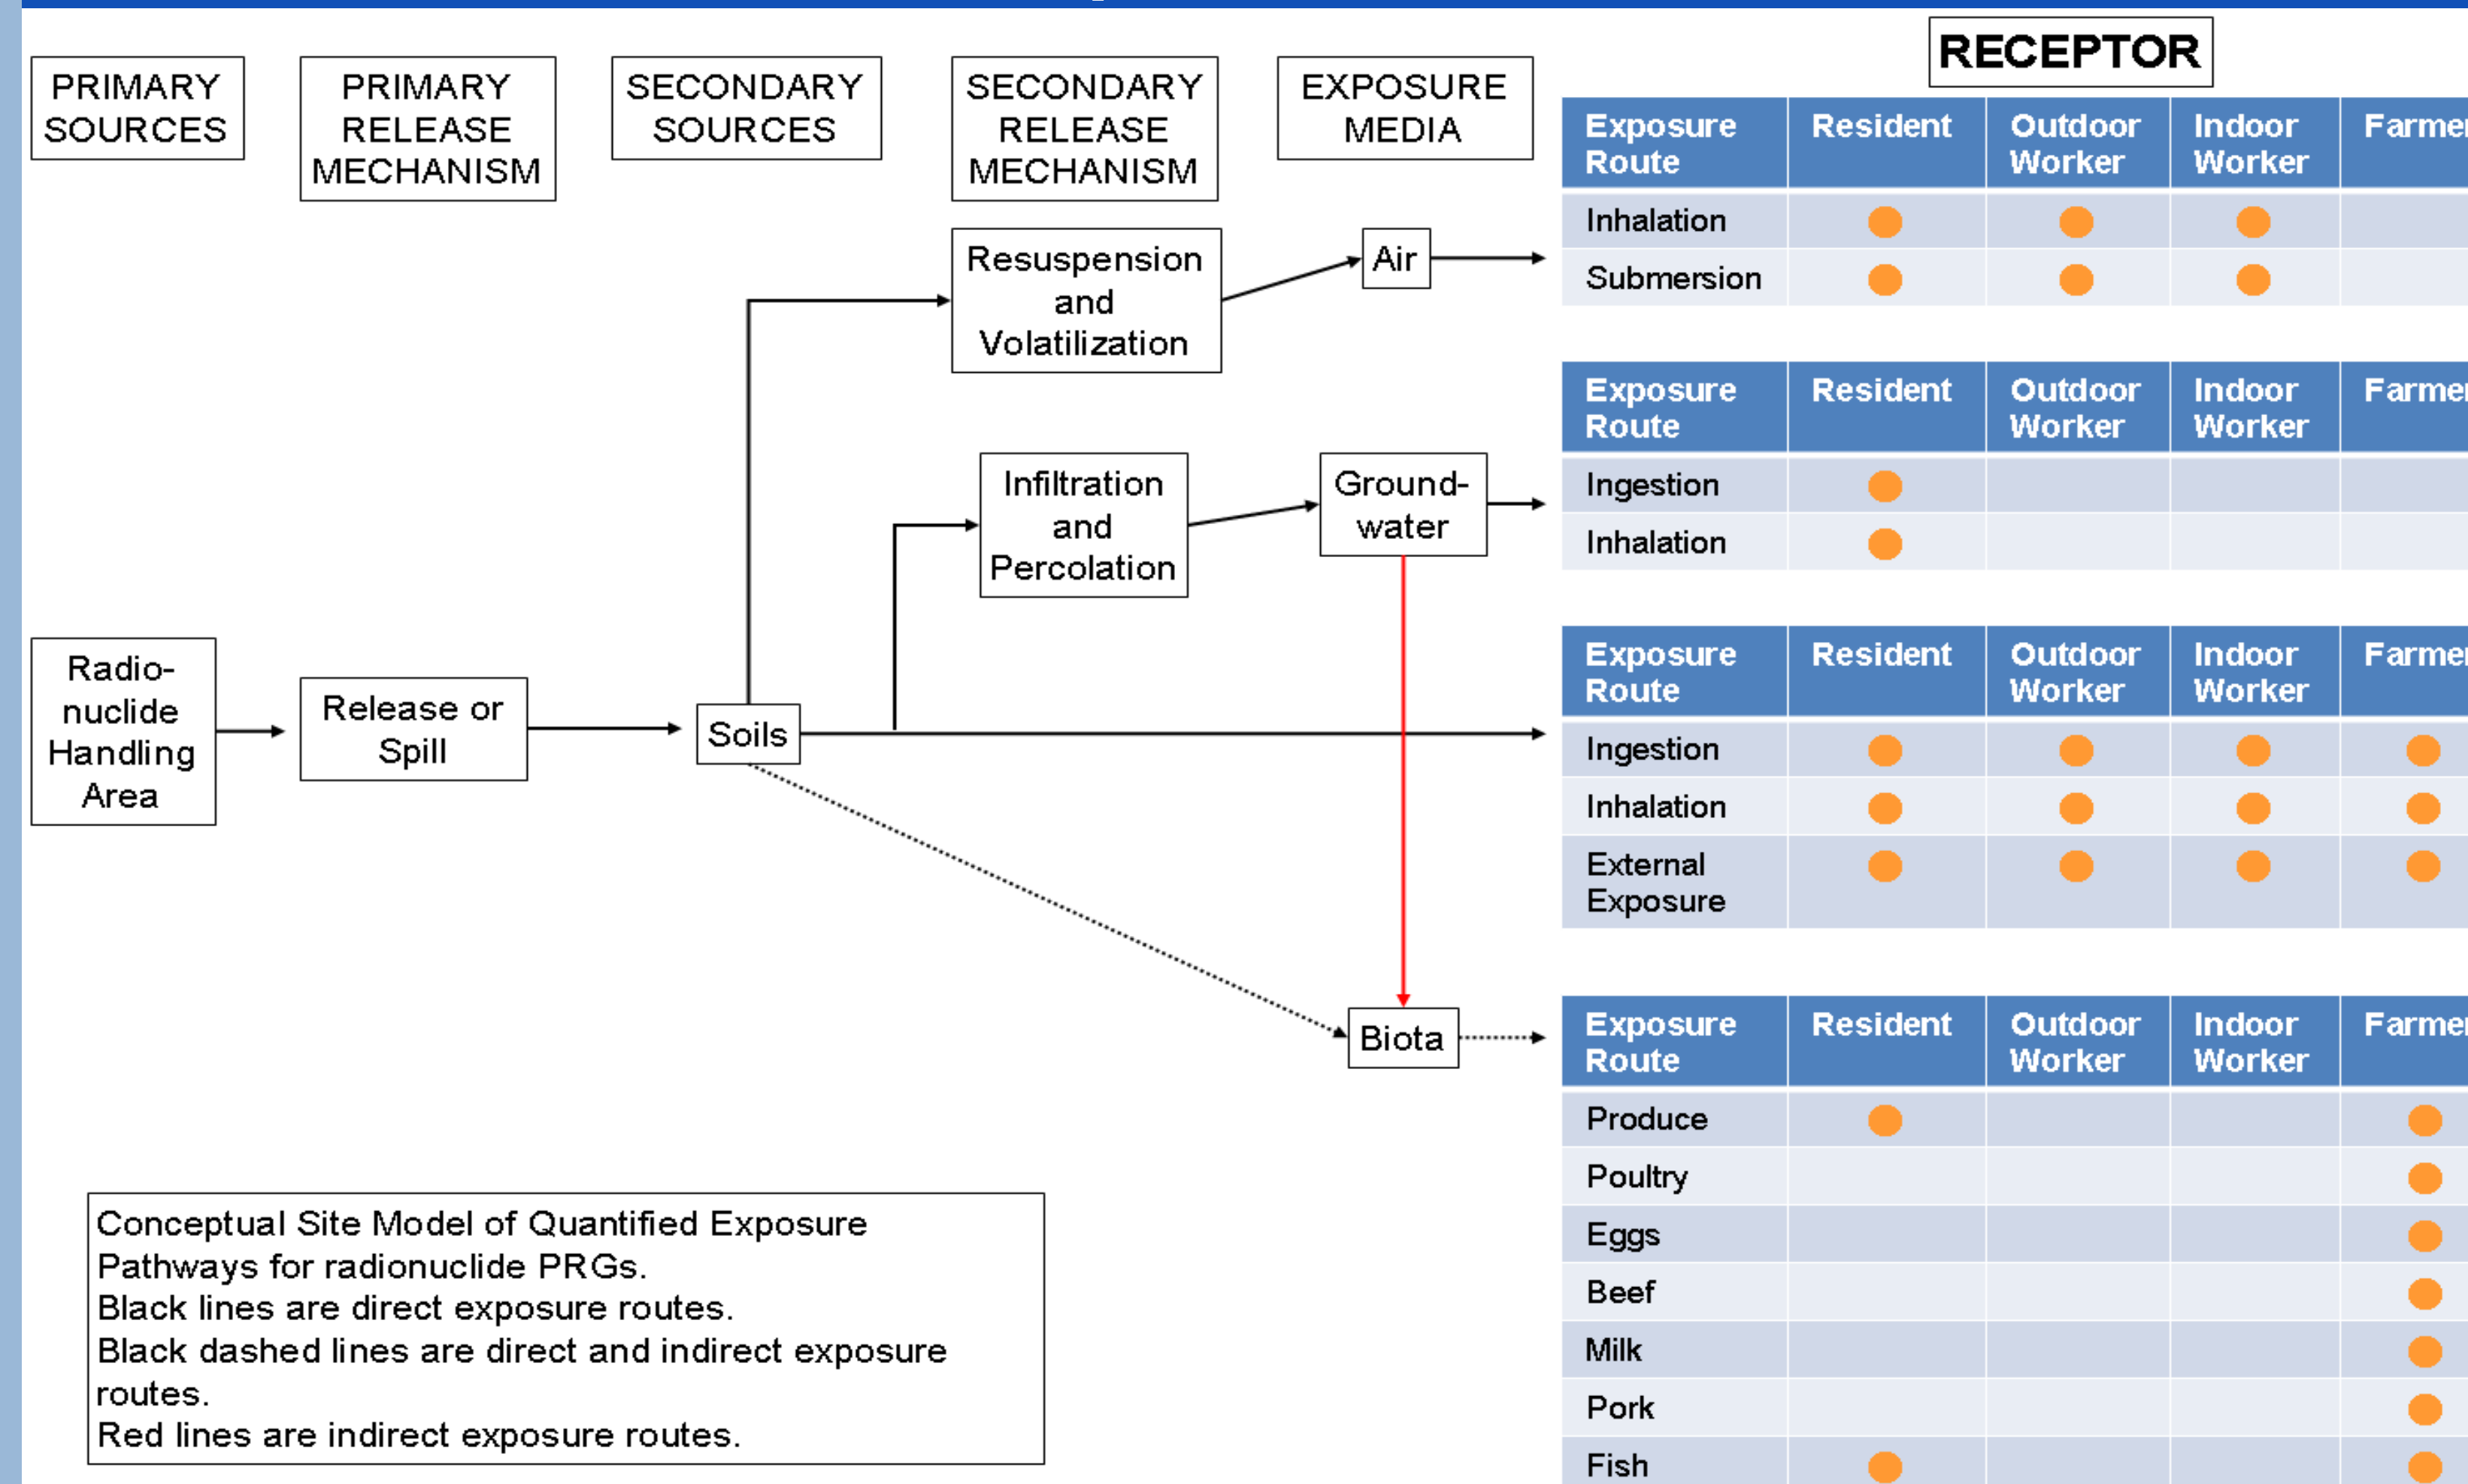 RECEPTOR
PRIMARY
SOURCES
PRIMARY
RELEASE
MECHANISM
SECONDARY
SOURCES
SECONDARY
RELEASE
MECHANISM
EXPOSURE
MEDIA
Resuspension
and
Volatilization
Air
Infiltration
and
Percolation
Ground-
water
Radio-
nuclide
Handling
Area
Release or
Spill
Soils
Biota
Exposure Resident Outdoor Indoor
Route Worker Worker
Inhalation
Submersion
Exposure Resident Outdoor Indoor
Route Worker Worker
Ingestion
Inhalation
Exposure Resident Outdoor Indoor
Route Worker Worker
Ingestion
Inhalation
External
Exposure
Exposure Resident Outdoor Indoor
Route Worker Worker
Produce
Poultry
Eggs
Beef
Milk
Pork
Fish
Conceptual Site Model of Quantified Exposure
Pathways for radionuclide PRGs.
Black lines are direct exposure routes.
Black dashed lines are direct and indirect exposure
routes.
Red lines are indirect exposure routes.